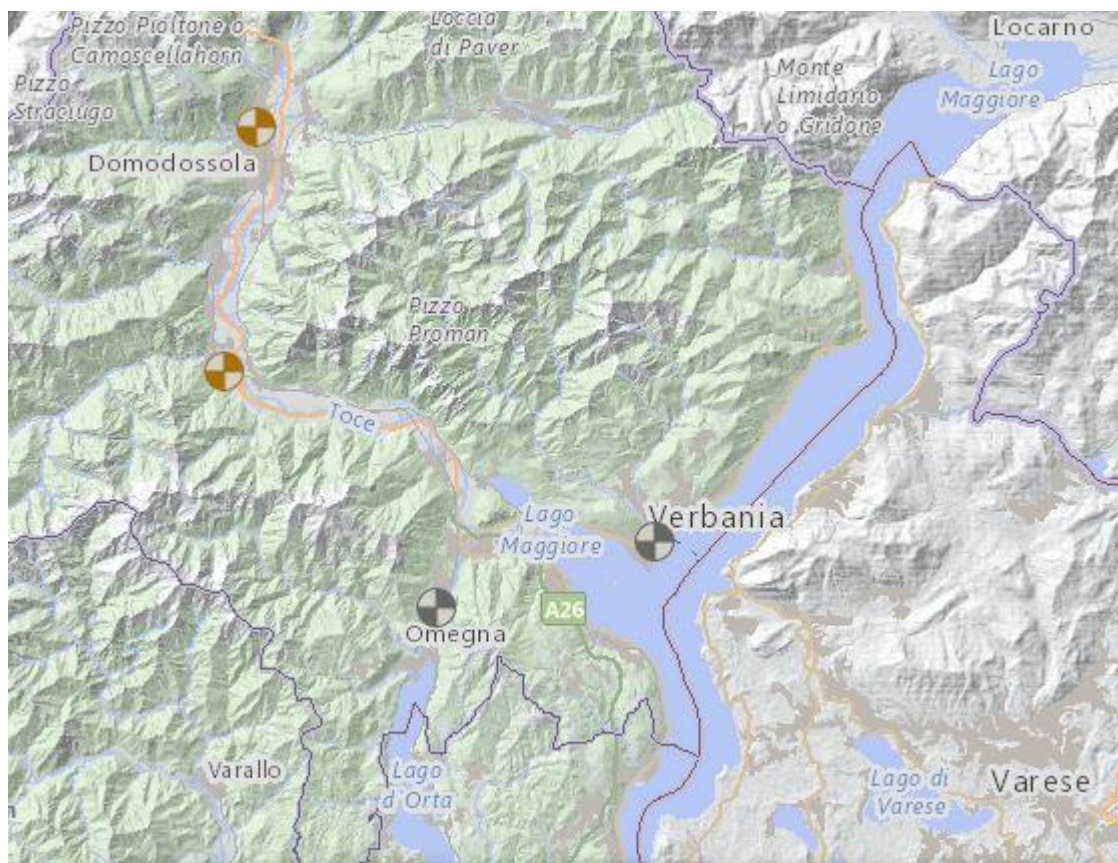 Pizzo Pioltone o
Camoscellahorn
Loccia
di Paver
Locarno
Pizzo
Straciugo
Monte
Limidario
o Gridone
Lago
Maggiore
Domodossola
Pizzo
Proman
Toce
Lago
Maggiore
Verbania
A26
Omegna
Varallo
Lago
d'Orta
Lago di
Varese
Varese